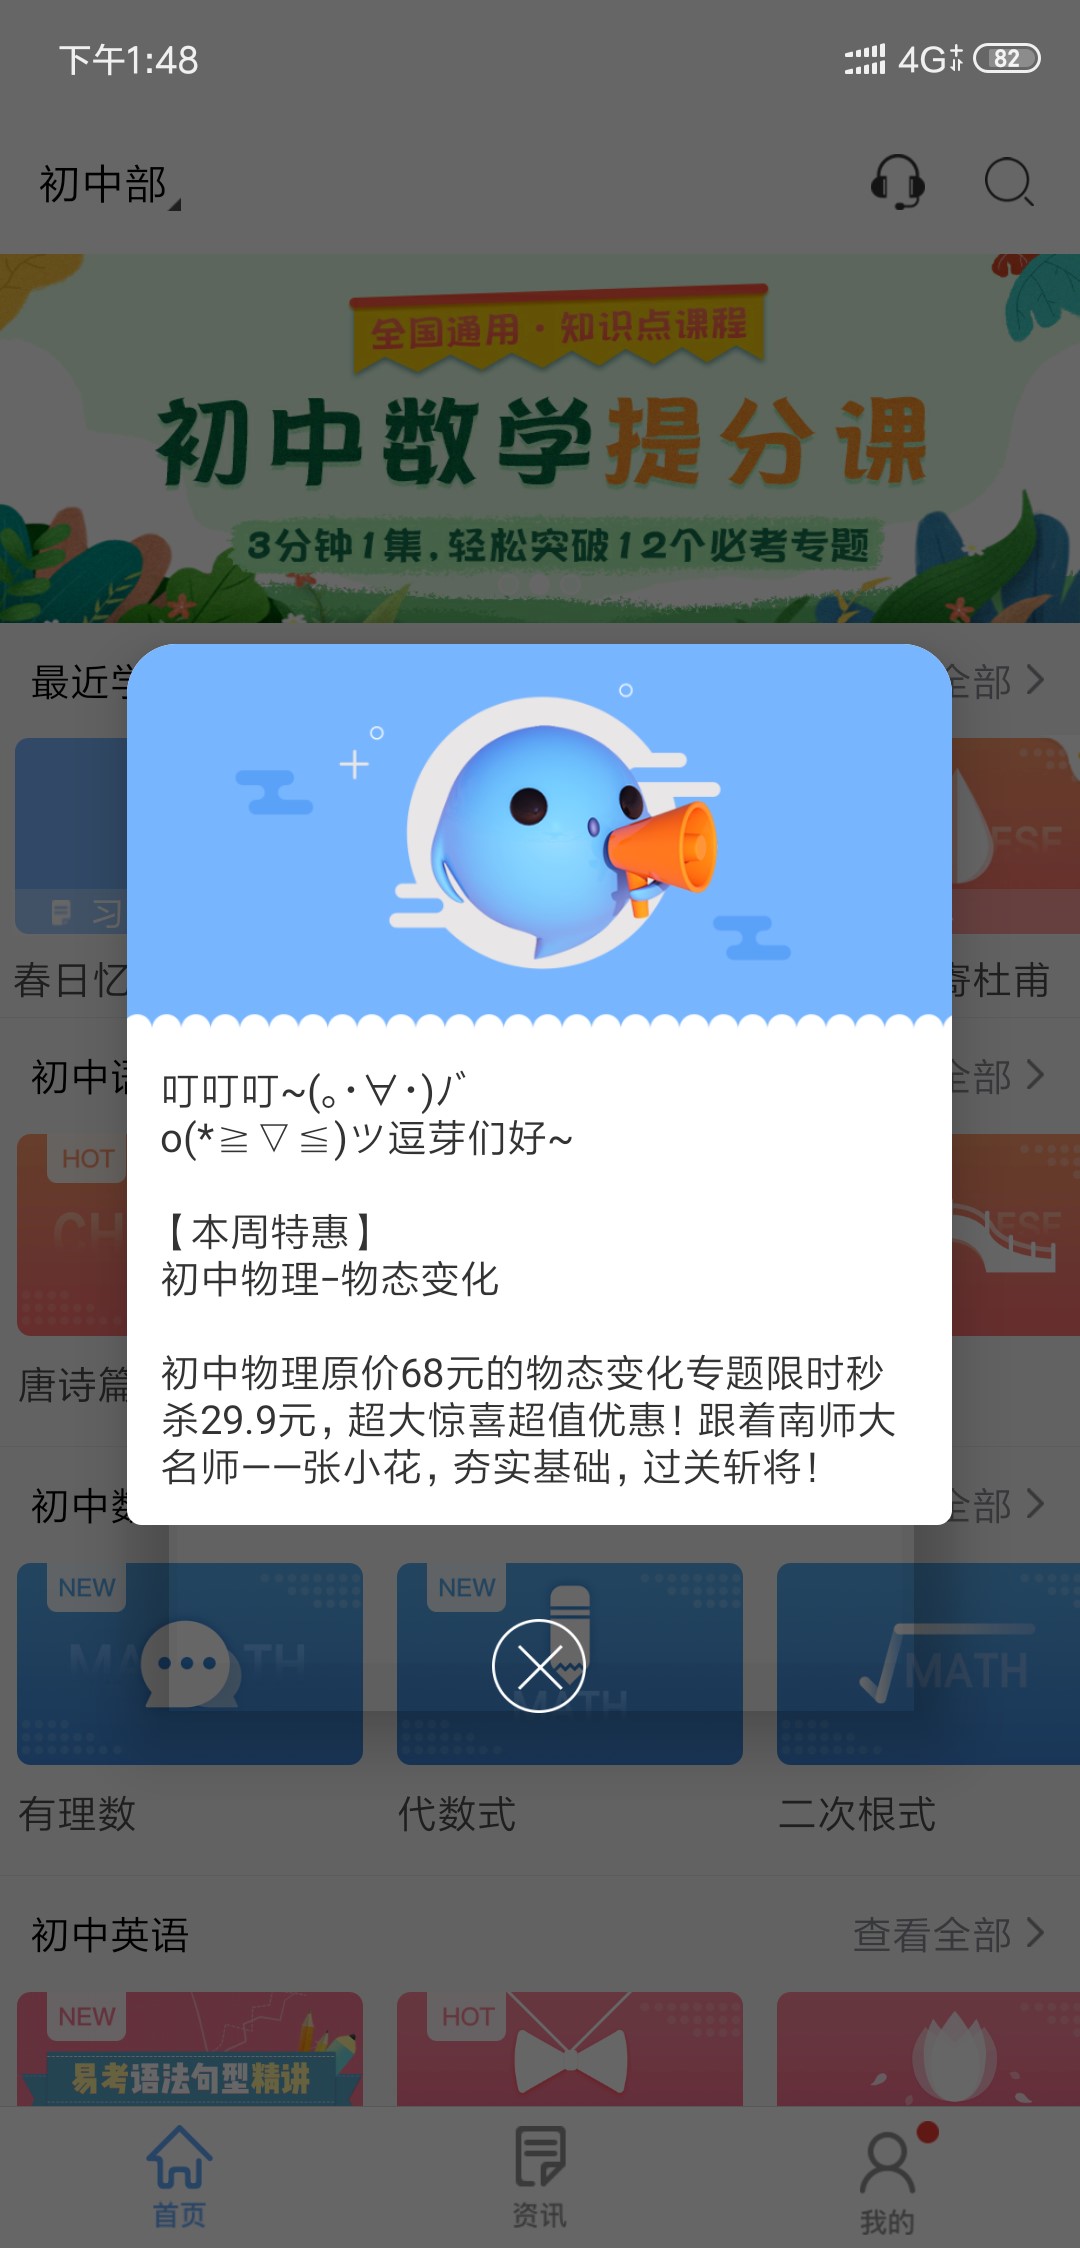 下午1:48
4G+
82
初中部
全国通用·知识点课程
初中数学提分课
3分钟1集,轻松突破12个必考专题
最近学
全部
习
ESE
春日忆
寄杜甫
叮叮叮~(｡･∀･)ﾉﾞ
o(*≧▽≦)ツ逗芽们好~
【本周特惠】
初中物理-物态变化
初中物理原价68元的物态变化专题限时秒
杀29.9元，超大惊喜超值优惠！跟着南师大
名师——张小花，夯实基础，过关斩将！
初中语
全部
HOT
CH
ESE
唐诗篇
初中数
全部
NEW
NEW
MATH
MATH
MATH
有理数
代数式
二次根式
初中英语
查看全部
NEW
HOT
易考语法句型精讲
首页
资讯
我的